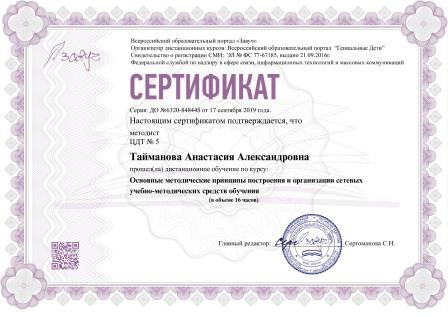 Всероссийский образовательный портал «Завуч»
Организатор дистанционных курсов: Всероссийский образовательный портал "Гениальные Дети"
Свидетельство о регистрации СМИ: ЭЛ № ФС 77-67185, выдано 21.09.2016г.
Федеральной службой по надзору в сфере связи, информационных технологий и массовых коммуникаций
завуч
СЕРТИФИКАТ
Серия: ДО №6320-848448 от 17 сентября 2019 года.
Настоящим сертификатом подтверждается, что
методист
ЦДТ № 5
Тайманова Анастасия Александровна
прошел(ла) дистанционное обучение по курсу:
Основные методические принципы построения и организации сетевых
учебно-методических средств обучения
(в объеме 16 часов)
Главный редактор:
Сергоманова С.И.